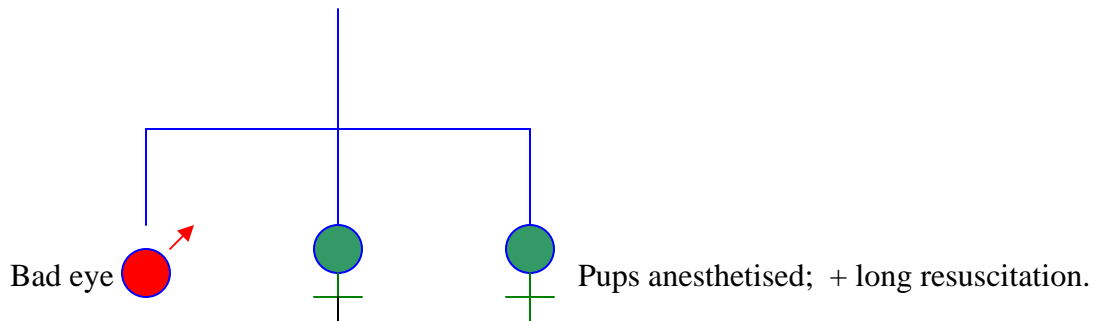 Bad eye
Pups anesthetised;  + long resuscitation.